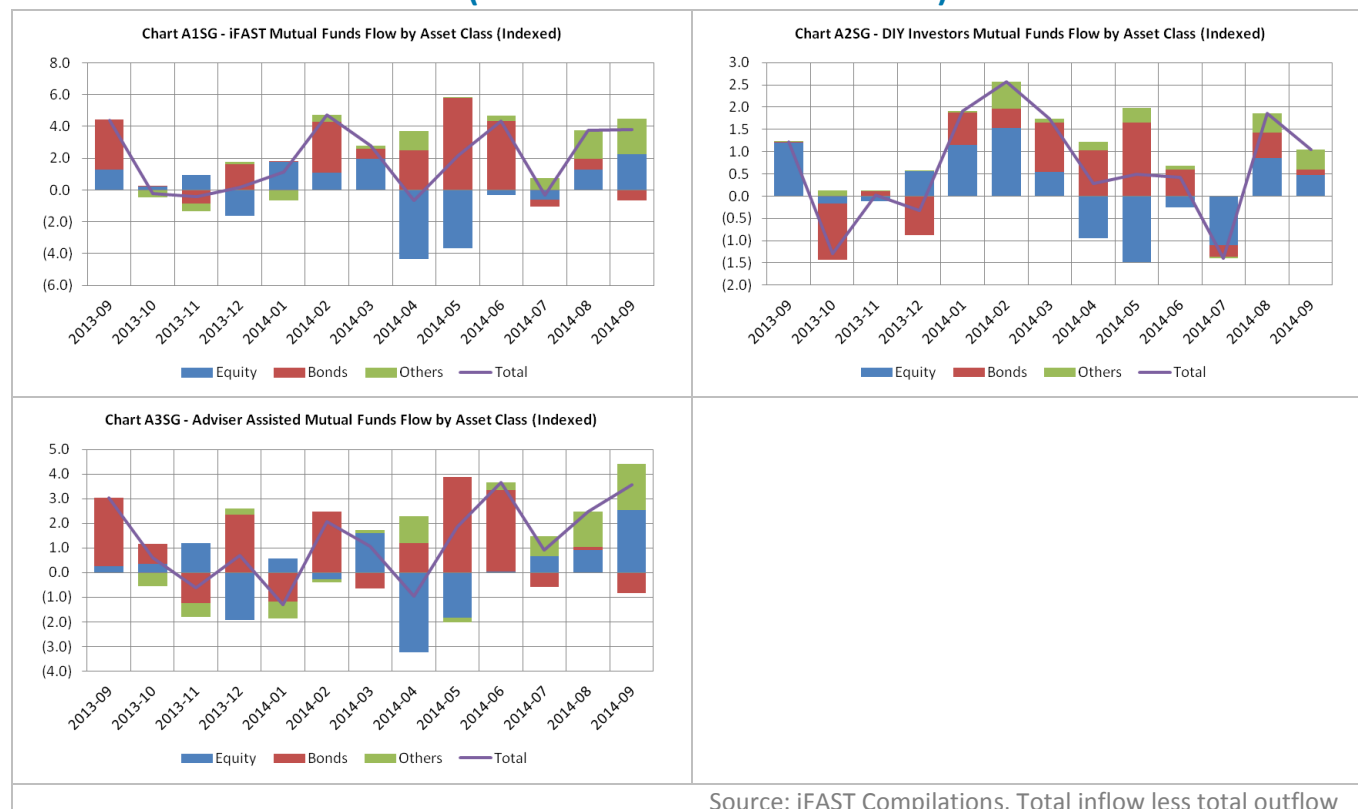 Chart A1SG - iFAST Mutual Funds Flow by Asset Class (Indexed)
8.0
6.0
4.0
2.0
0.0
(2.0)
(4.0)
(6.0)
2013-09 2013-10 2013-11 2013-12 2014-01 2014-02 2014-03 2014-04 2014-05 2014-06 2014-07 2014-08 2014-09
Equity Bonds Others Total
Chart A2SG - DIY Investors Mutual Funds Flow by Asset Class (Indexed)
3.0
2.5
2.0
1.5
1.0
0.5
0.0
(0.5)
(1.0)
(1.5)
(2.0)
2013-09 2013-10 2013-11 2013-12 2014-01 2014-02 2014-03 2014-04 2014-05 2014-06 2014-07 2014-08 2014-09
Equity Bonds Others Total
Chart A3SG - Adviser Assisted Mutual Funds Flow by Asset Class (Indexed)
5.0
4.0
3.0
2.0
1.0
0.0
(1.0)
(2.0)
(3.0)
(4.0)
2013-09 2013-10 2013-11 2013-12 2014-01 2014-02 2014-03 2014-04 2014-05 2014-06 2014-07 2014-08 2014-09
Equity Bonds Others Total
Source: iFAST Compilations. Total inflow less total outflow